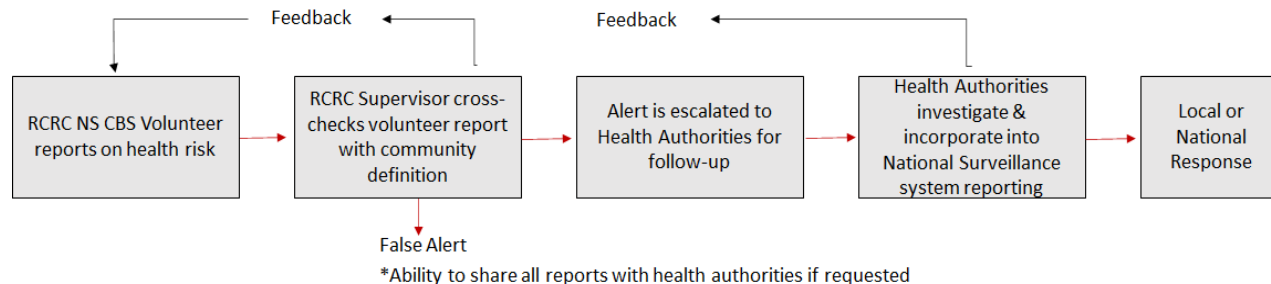 Feedback
Feedback
RCRC NS CBS Volunteer
reports on health risk
RCRC Supervisor cross-
checks volunteer report
with community
definition
Alert is escalated to
Health Authorities for
follow-up
Health Authorities
investigate &
incorporate into
National Surveillance
system reporting
Local or
National
Response
False Alert
*Ability to share all reports with health authorities if requested